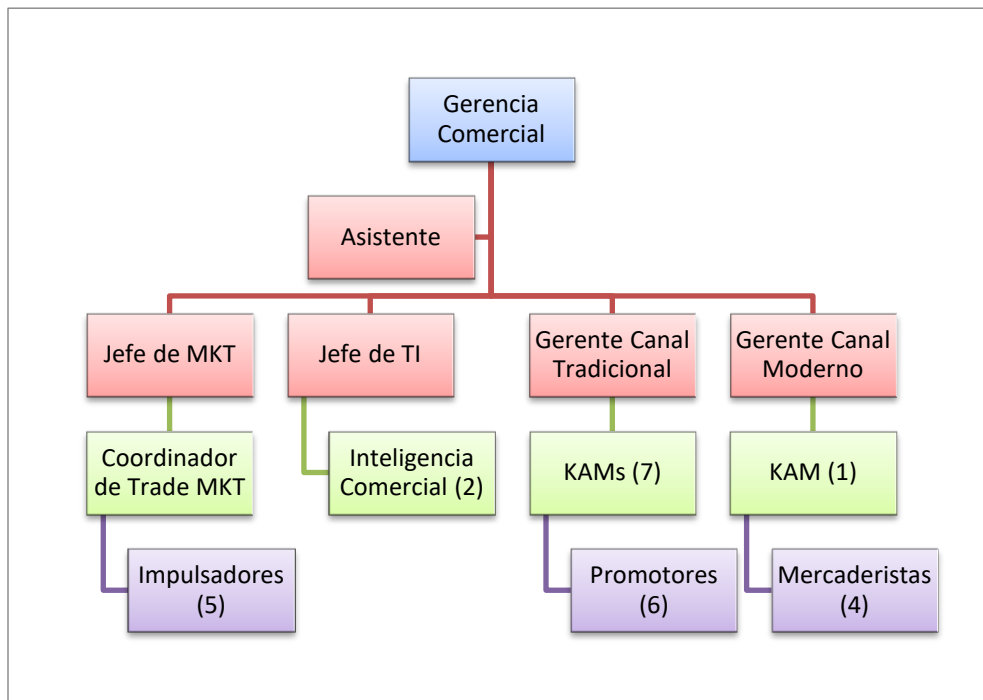 Gerencia
Comercial
Asistente
Jefe de MKT
Jefe de TI
Gerente Canal
Tradicional
Gerente Canal
Moderno
Coordinador
de Trade MKT
Inteligencia
Comercial (2)
KAMs (7)
KAM (1)
Impulsadores
(5)
Promotores
(6)
Mercaderistas
(4)